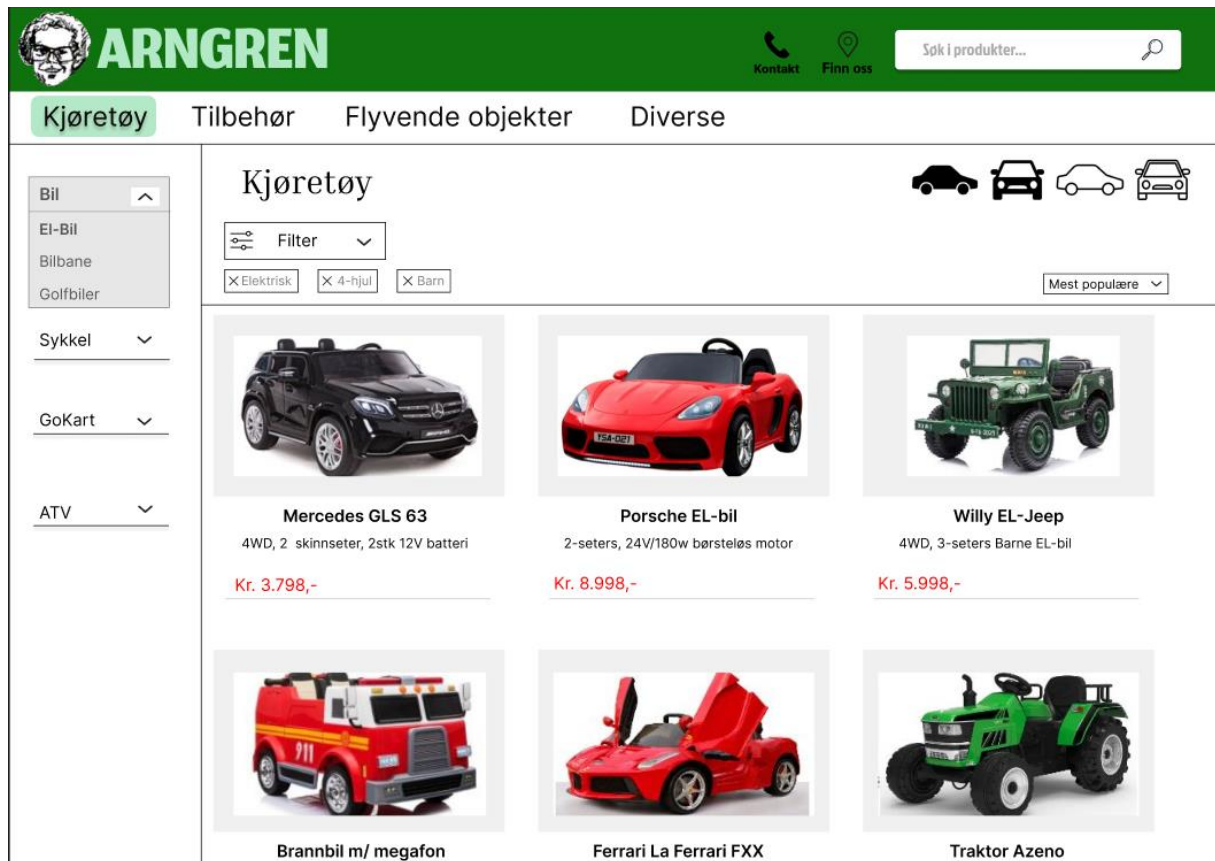 ARNGREN
Kontakt
Finn oss
Søk i produkter...
Kjøretøy
Tilbehør
Flyvende objekter
Diverse
Bil
El-Bil
Bilbane
Golfbiler
Sykkel
GoKart
ATV
Kjøretøy
Filter
Elektrisk
4-hjul
Barn
Mest populære
YSA-021
Mercedes GLS 63
4WD, 2 skinnseter, 2stk 12V batteri
Kr. 3.798,-
Porsche EL-bil
2-seters, 24V/180w børsteløs motor
Kr. 8.998,-
Willy EL-Jeep
4WD, 3-seters Barne EL-bil
Kr. 5.998,-
911
Brannbil m/ megafon
Ferrari La Ferrari FXX
Traktor Azeno